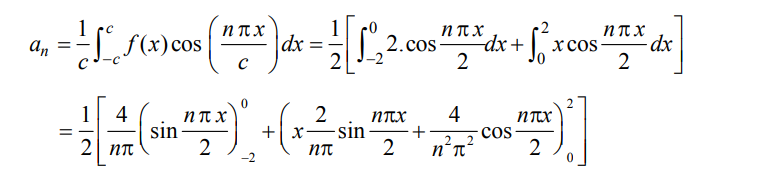 $a_n = \frac{1}{c}\int_{-c}^{c} f(x)\cos\left(\frac{n\pi x}{c}\right)dx = \frac{1}{2}\left[\int_{-2}^{0} 2.\cos\frac{n\pi x}{2}dx + \int_{0}^{2} x\cos\frac{n\pi x}{2}dx\right]$
$= \frac{1}{2}\left[\frac{4}{n\pi}\left(\sin\frac{n\pi x}{2}\right)_{-2}^{0} + \left(x\cdot\frac{2}{n\pi}\sin\frac{n\pi x}{2} + \frac{4}{n^2\pi^2}\cos\frac{n\pi x}{2}\right)_{0}^{2}\right]$